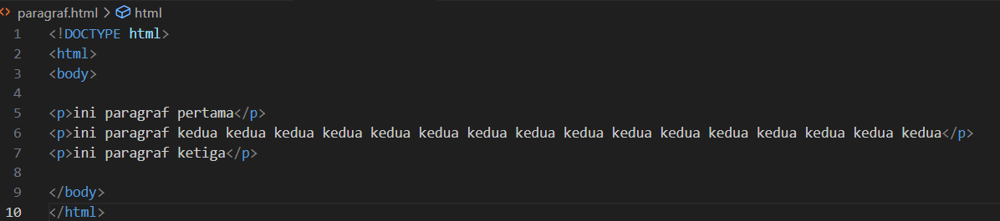 paragraf.html > html
1 <!DOCTYPE html>
2 <html>
3 <body>
4
5 <p>ini paragraf pertama</p>
6 <p>ini paragraf kedua kedua kedua kedua kedua kedua kedua kedua kedua kedua kedua kedua kedua kedua kedua kedua</p>
7 <p>ini paragraf ketiga</p>
8
9 </body>
10 </html>